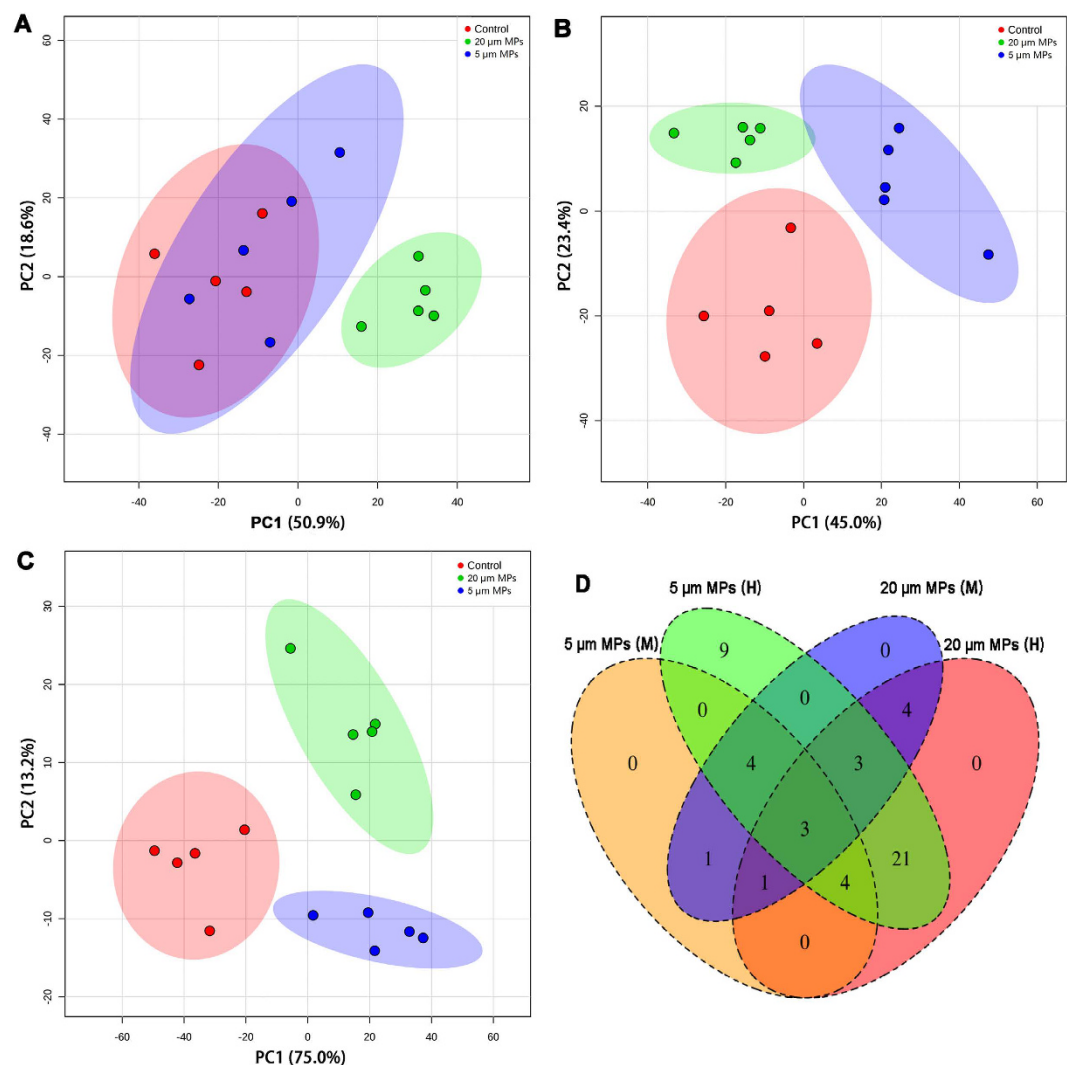 A
Control
20 µm MPs
5 µm MPs
60
40
20
0
-20
-40
PC2 (18.6%)
-40
-20
0
20
40
PC1 (50.9%)
B
Control
20 µm MPs
5 µm MPs
20
0
-20
-40
PC2 (23.4%)
-40
-20
0
20
40
60
PC1 (45.0%)
C
Control
20 µm MPs
5 µm MPs
30
20
10
0
-10
-20
PC2 (13.2%)
-60
-40
-20
0
20
40
60
PC1 (75.0%)
D
5 µm MPs (H)
20 µm MPs (M)
5 µm MPs (M)
20 µm MPs (H)
9
0
0
0
4
0
4
3
0
3
1
21
1
4
0